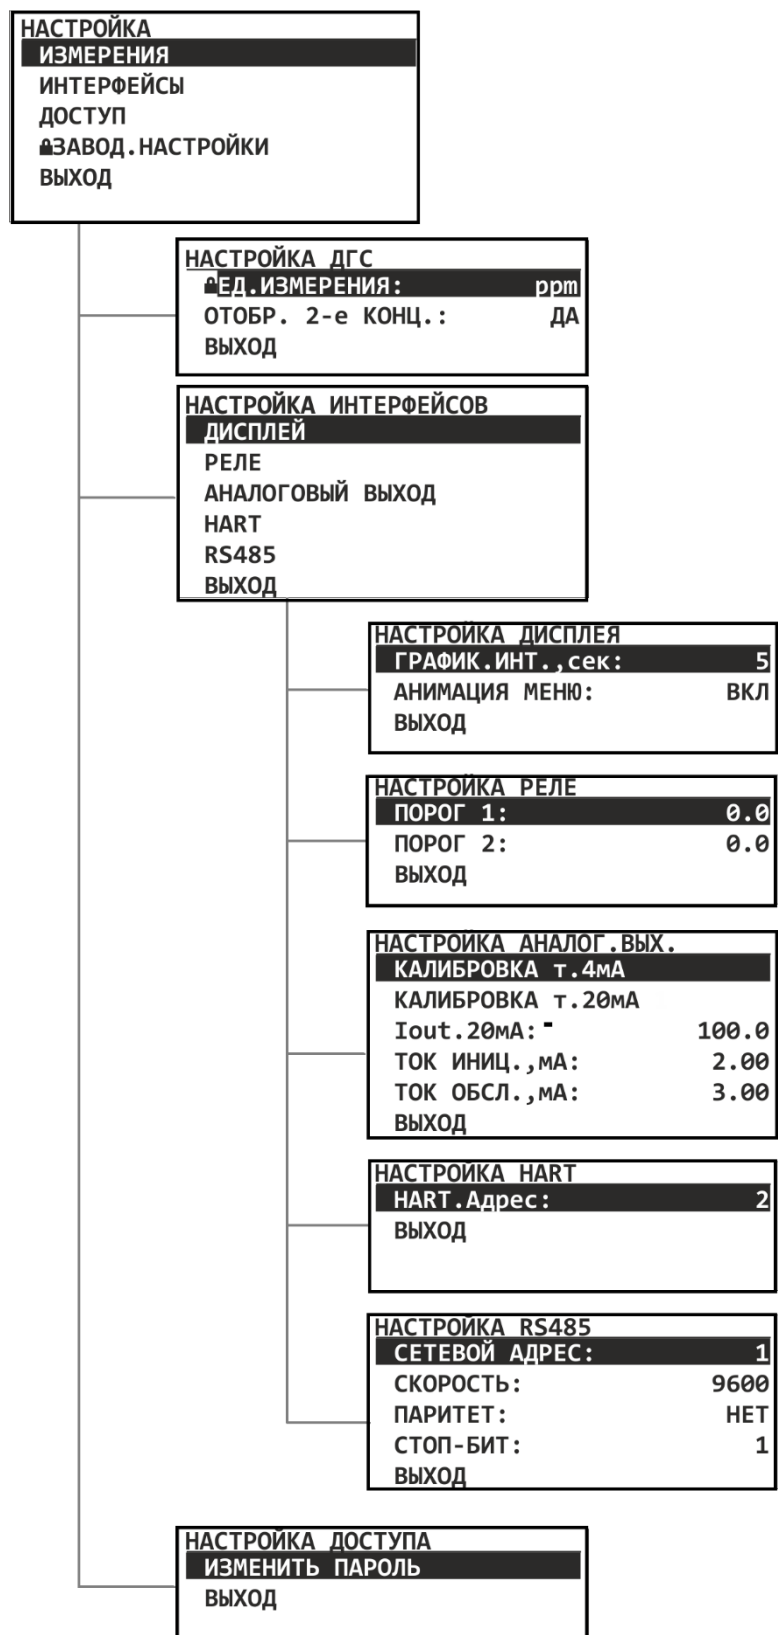 НАСТРОЙКА
ИЗМЕРЕНИЯ
ИНТЕРФЕЙСЫ
ДОСТУП
ЗАВОД.НАСТРОЙКИ
ВЫХОД
НАСТРОЙКА ДГС
ЕД.ИЗМЕРЕНИЯ: ppm
ОТОБР. 2-е КОНЦ.: ДА
ВЫХОД
НАСТРОЙКА ИНТЕРФЕЙСОВ
ДИСПЛЕЙ
РЕЛЕ
АНАЛОГОВЫЙ ВЫХОД
HART
RS485
ВЫХОД
НАСТРОЙКА ДИСПЛЕЯ
ГРАФИК.ИНТ.,сек: 5
АНИМАЦИЯ МЕНЮ: ВКЛ
ВЫХОД
НАСТРОЙКА РЕЛЕ
ПОРОГ 1: 0.0
ПОРОГ 2: 0.0
ВЫХОД
НАСТРОЙКА АНАЛОГ.ВЫХ.
КАЛИБРОВКА т.4мА
КАЛИБРОВКА т.20мА
Iout.20мА: 100.0
ТОК ИНИЦ.,мА: 2.00
ТОК ОБСЛ.,мА: 3.00
ВЫХОД
НАСТРОЙКА HART
HART.Адрес: 2
ВЫХОД
НАСТРОЙКА RS485
СЕТЕВОЙ АДРЕС: 1
СКОРОСТЬ: 9600
ПАРИТЕТ: НЕТ
СТОП-БИТ: 1
ВЫХОД
НАСТРОЙКА ДОСТУПА
ИЗМЕНИТЬ ПАРОЛЬ
ВЫХОД